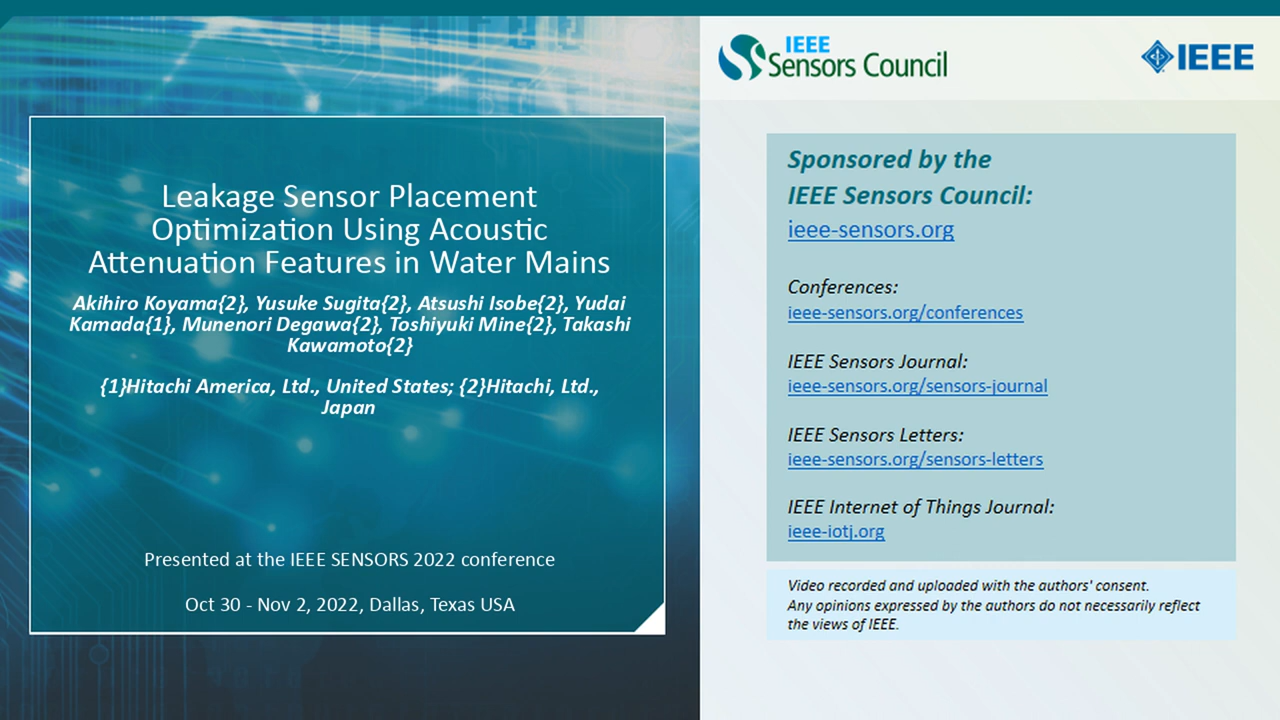 Leakage Sensor Placement
Optimization Using Acoustic
Attenuation Features in Water Mains
Akihiro Koyama{2}, Yusuke Sugita{2}, Atsushi Isobe{2}, Yudai
Kamada{1}, Munenori Degawa{2}, Toshiyuki Mine{2}, Takashi
Kawamoto{2}
{1}Hitachi America, Ltd., United States; {2}Hitachi, Ltd.,
Japan
Presented at the IEEE SENSORS 2022 conference
Oct 30 - Nov 2, 2022, Dallas, Texas USA
IEEE
Sensors Council
IEEE
Sponsored by the
IEEE Sensors Council:
ieee-sensors.org
Conferences:
ieee-sensors.org/conferences
IEEE Sensors Journal:
ieee-sensors.org/sensors-journal
IEEE Sensors Letters:
ieee-sensors.org/sensors-letters
IEEE Internet of Things Journal:
ieee-iotj.org
Video recorded and uploaded with the authors' consent.
Any opinions expressed by the authors do not necessarily reflect
the views of IEEE.